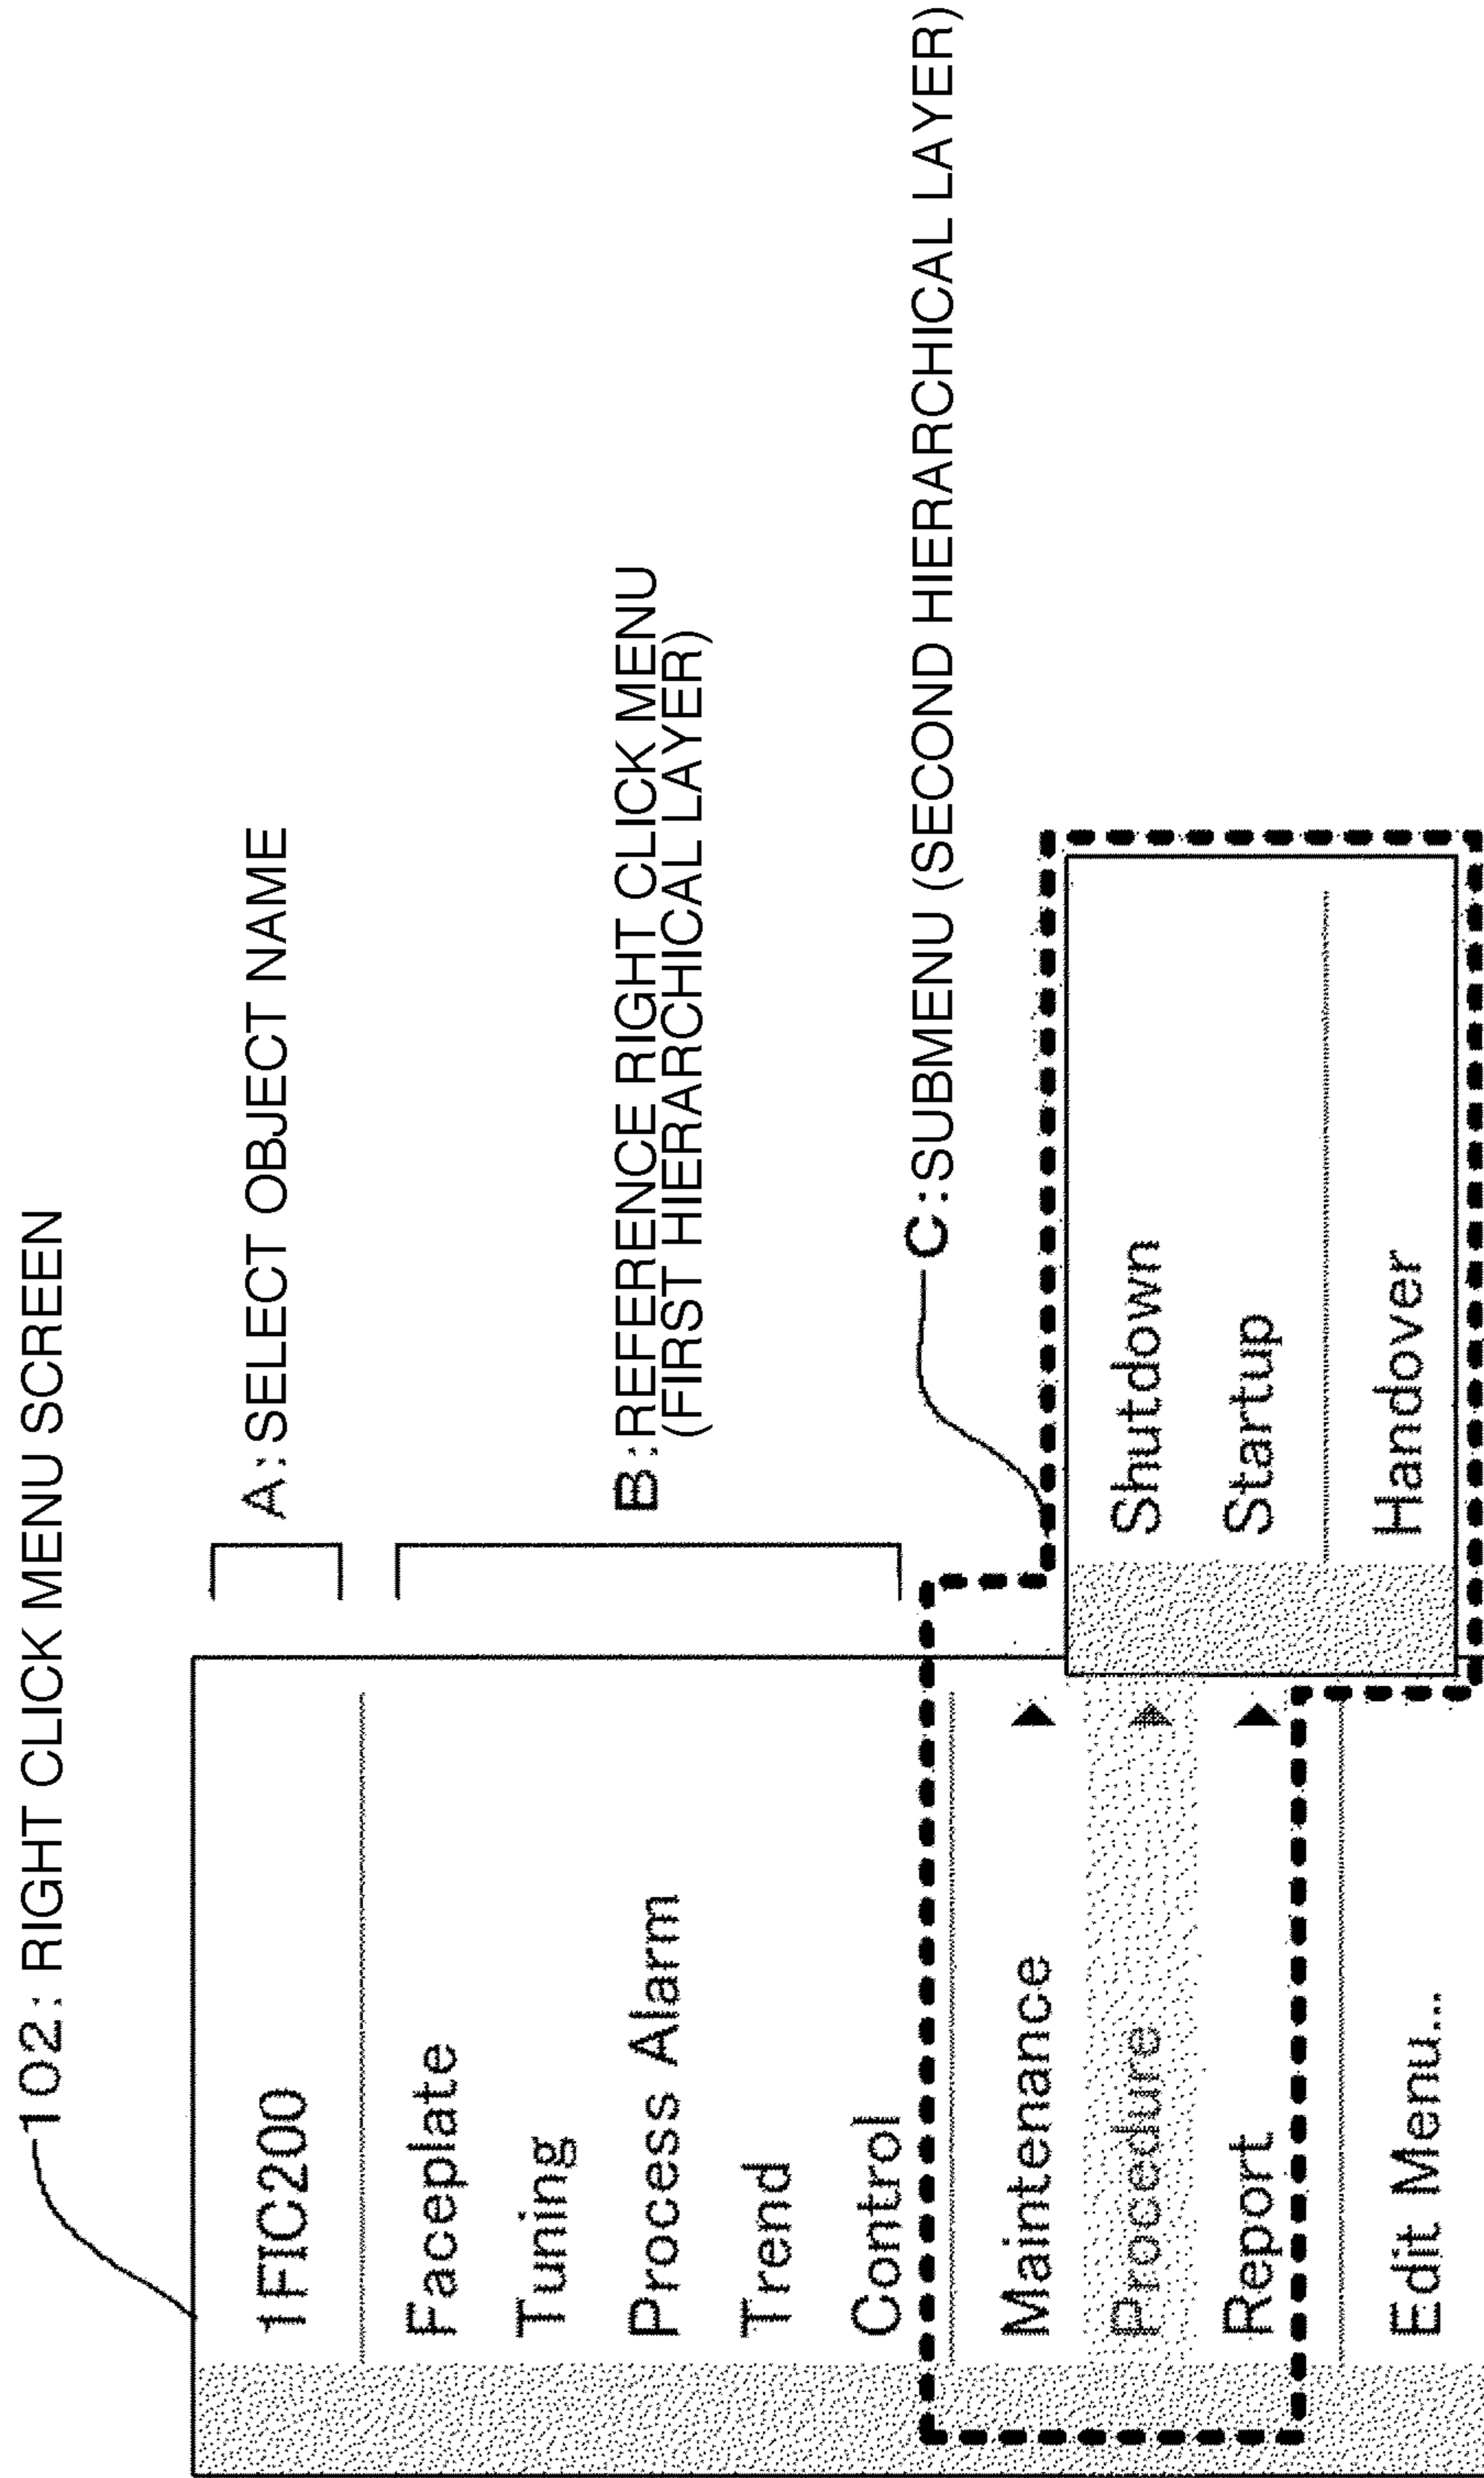 102: RIGHT CLICK MENU SCREEN
1FIC200
A: SELECT OBJECT NAME
Faceplate
Tuning
Process Alarm
Trend
Control
B: REFERENCE RIGHT CLICK MENU
(FIRST HIERARCHICAL LAYER)
C: SUBMENU (SECOND HIERARCHICAL LAYER)
Maintenance
Procedure
Report
Shutdown
Startup
Handover
Edit Menu...